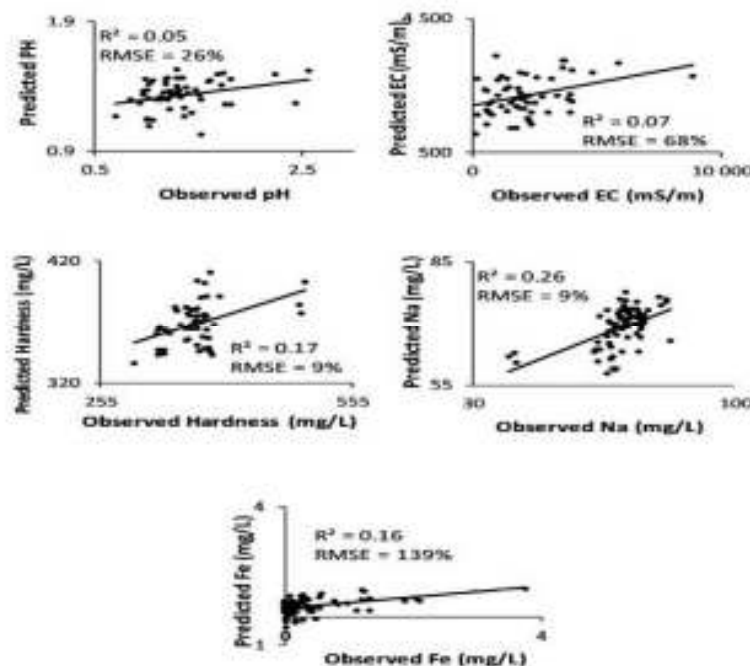 1.9
R² = 0.05
RMSE = 26%
Predicted PH
0.9
0.5
2.5
Observed pH
500
Predicted EC (mS/m)
R² = 0.07
RMSE = 68%
500
0
10 000
Observed EC (mS/m)
420
Predicted Hardness (mg/L)
R² = 0.17
RMSE = 9%
320
255
555
Observed Hardness (mg/L)
85
R² = 0.26
RMSE = 9%
Predicted Na (mg/L)
55
30
100
Observed Na (mg/L)
4
R² = 0.16
RMSE = 139%
Predicted Fe (mg/L)
1
0
4
Observed Fe (mg/L)